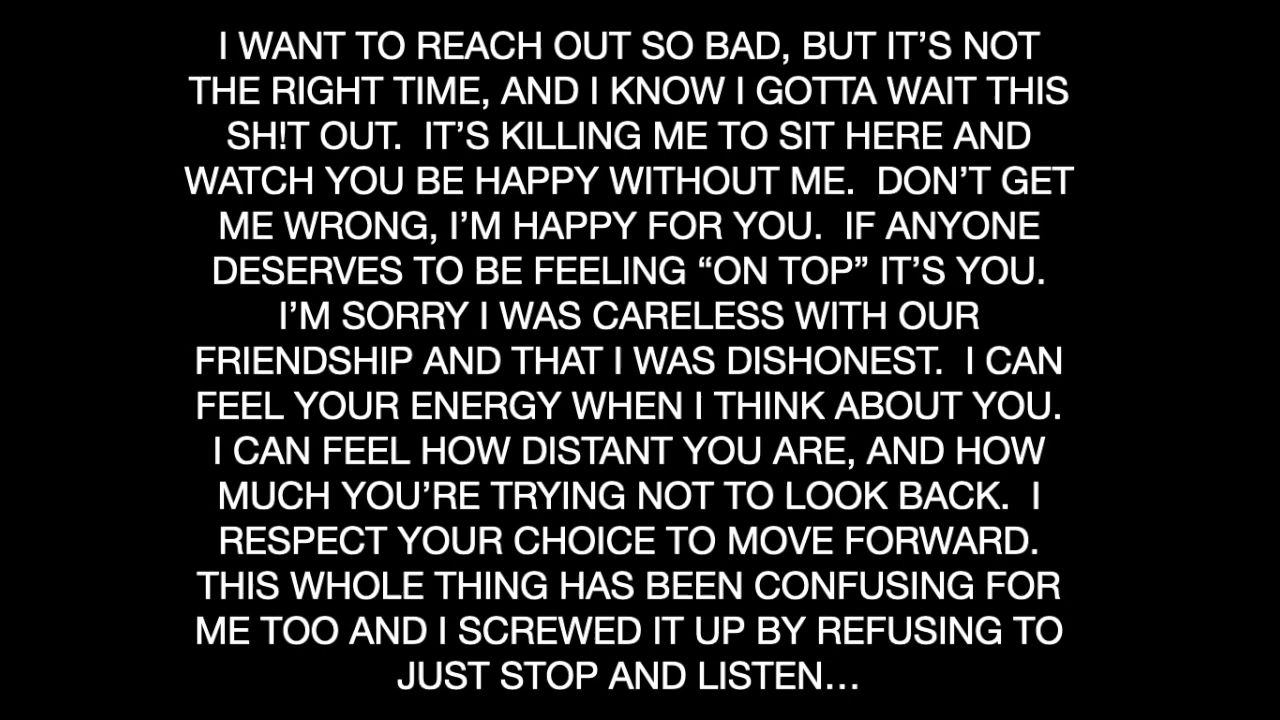 I WANT TO REACH OUT SO BAD, BUT IT’S NOT
THE RIGHT TIME, AND I KNOW I GOTTA WAIT THIS
SH!T OUT.  IT’S KILLING ME TO SIT HERE AND
WATCH YOU BE HAPPY WITHOUT ME.  DON’T GET
ME WRONG, I’M HAPPY FOR YOU.  IF ANYONE
DESERVES TO BE FEELING “ON TOP” IT’S YOU.
I’M SORRY I WAS CARELESS WITH OUR
FRIENDSHIP AND THAT I WAS DISHONEST.  I CAN
FEEL YOUR ENERGY WHEN I THINK ABOUT YOU.
I CAN FEEL HOW DISTANT YOU ARE, AND HOW
MUCH YOU’RE TRYING NOT TO LOOK BACK.  I
RESPECT YOUR CHOICE TO MOVE FORWARD.
THIS WHOLE THING HAS BEEN CONFUSING FOR
ME TOO AND I SCREWED IT UP BY REFUSING TO
JUST STOP AND LISTEN…